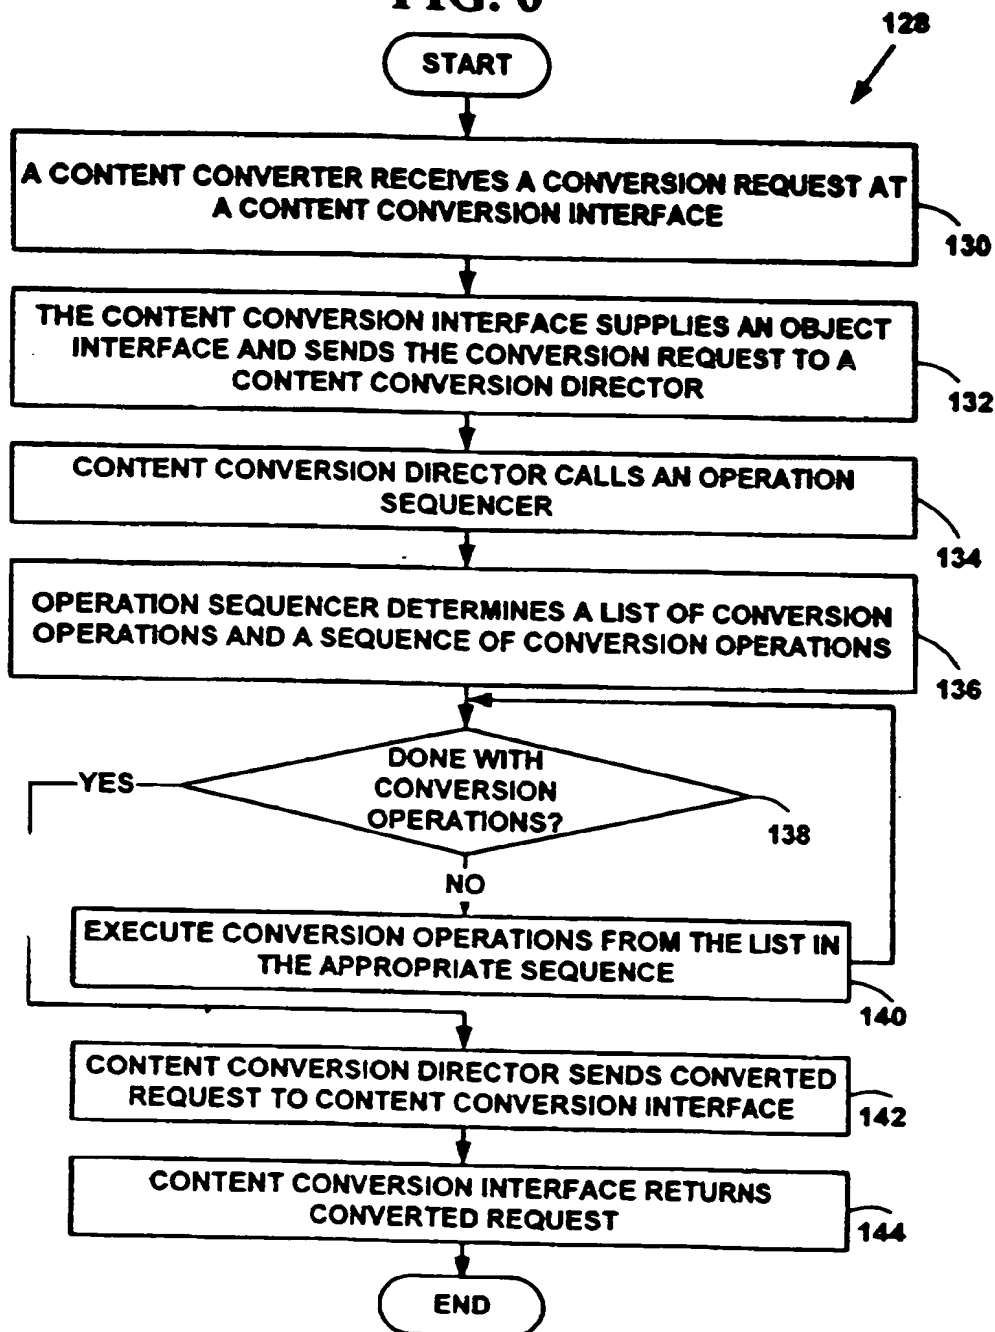 FIG. 6
128
START
A CONTENT CONVERTER RECEIVES A CONVERSION REQUEST AT
A CONTENT CONVERSION INTERFACE
130
THE CONTENT CONVERSION INTERFACE SUPPLIES AN OBJECT
INTERFACE AND SENDS THE CONVERSION REQUEST TO A
CONTENT CONVERSION DIRECTOR
132
CONTENT CONVERSION DIRECTOR CALLS AN OPERATION
SEQUENCER
134
OPERATION SEQUENCER DETERMINES A LIST OF CONVERSION
OPERATIONS AND A SEQUENCE OF CONVERSION OPERATIONS
136
DONE WITH
CONVERSION
OPERATIONS?
YES
138
NO
EXECUTE CONVERSION OPERATIONS FROM THE LIST IN
THE APPROPRIATE SEQUENCE
140
CONTENT CONVERSION DIRECTOR SENDS CONVERTED
REQUEST TO CONTENT CONVERSION INTERFACE
142
CONTENT CONVERSION INTERFACE RETURNS
CONVERTED REQUEST
144
END